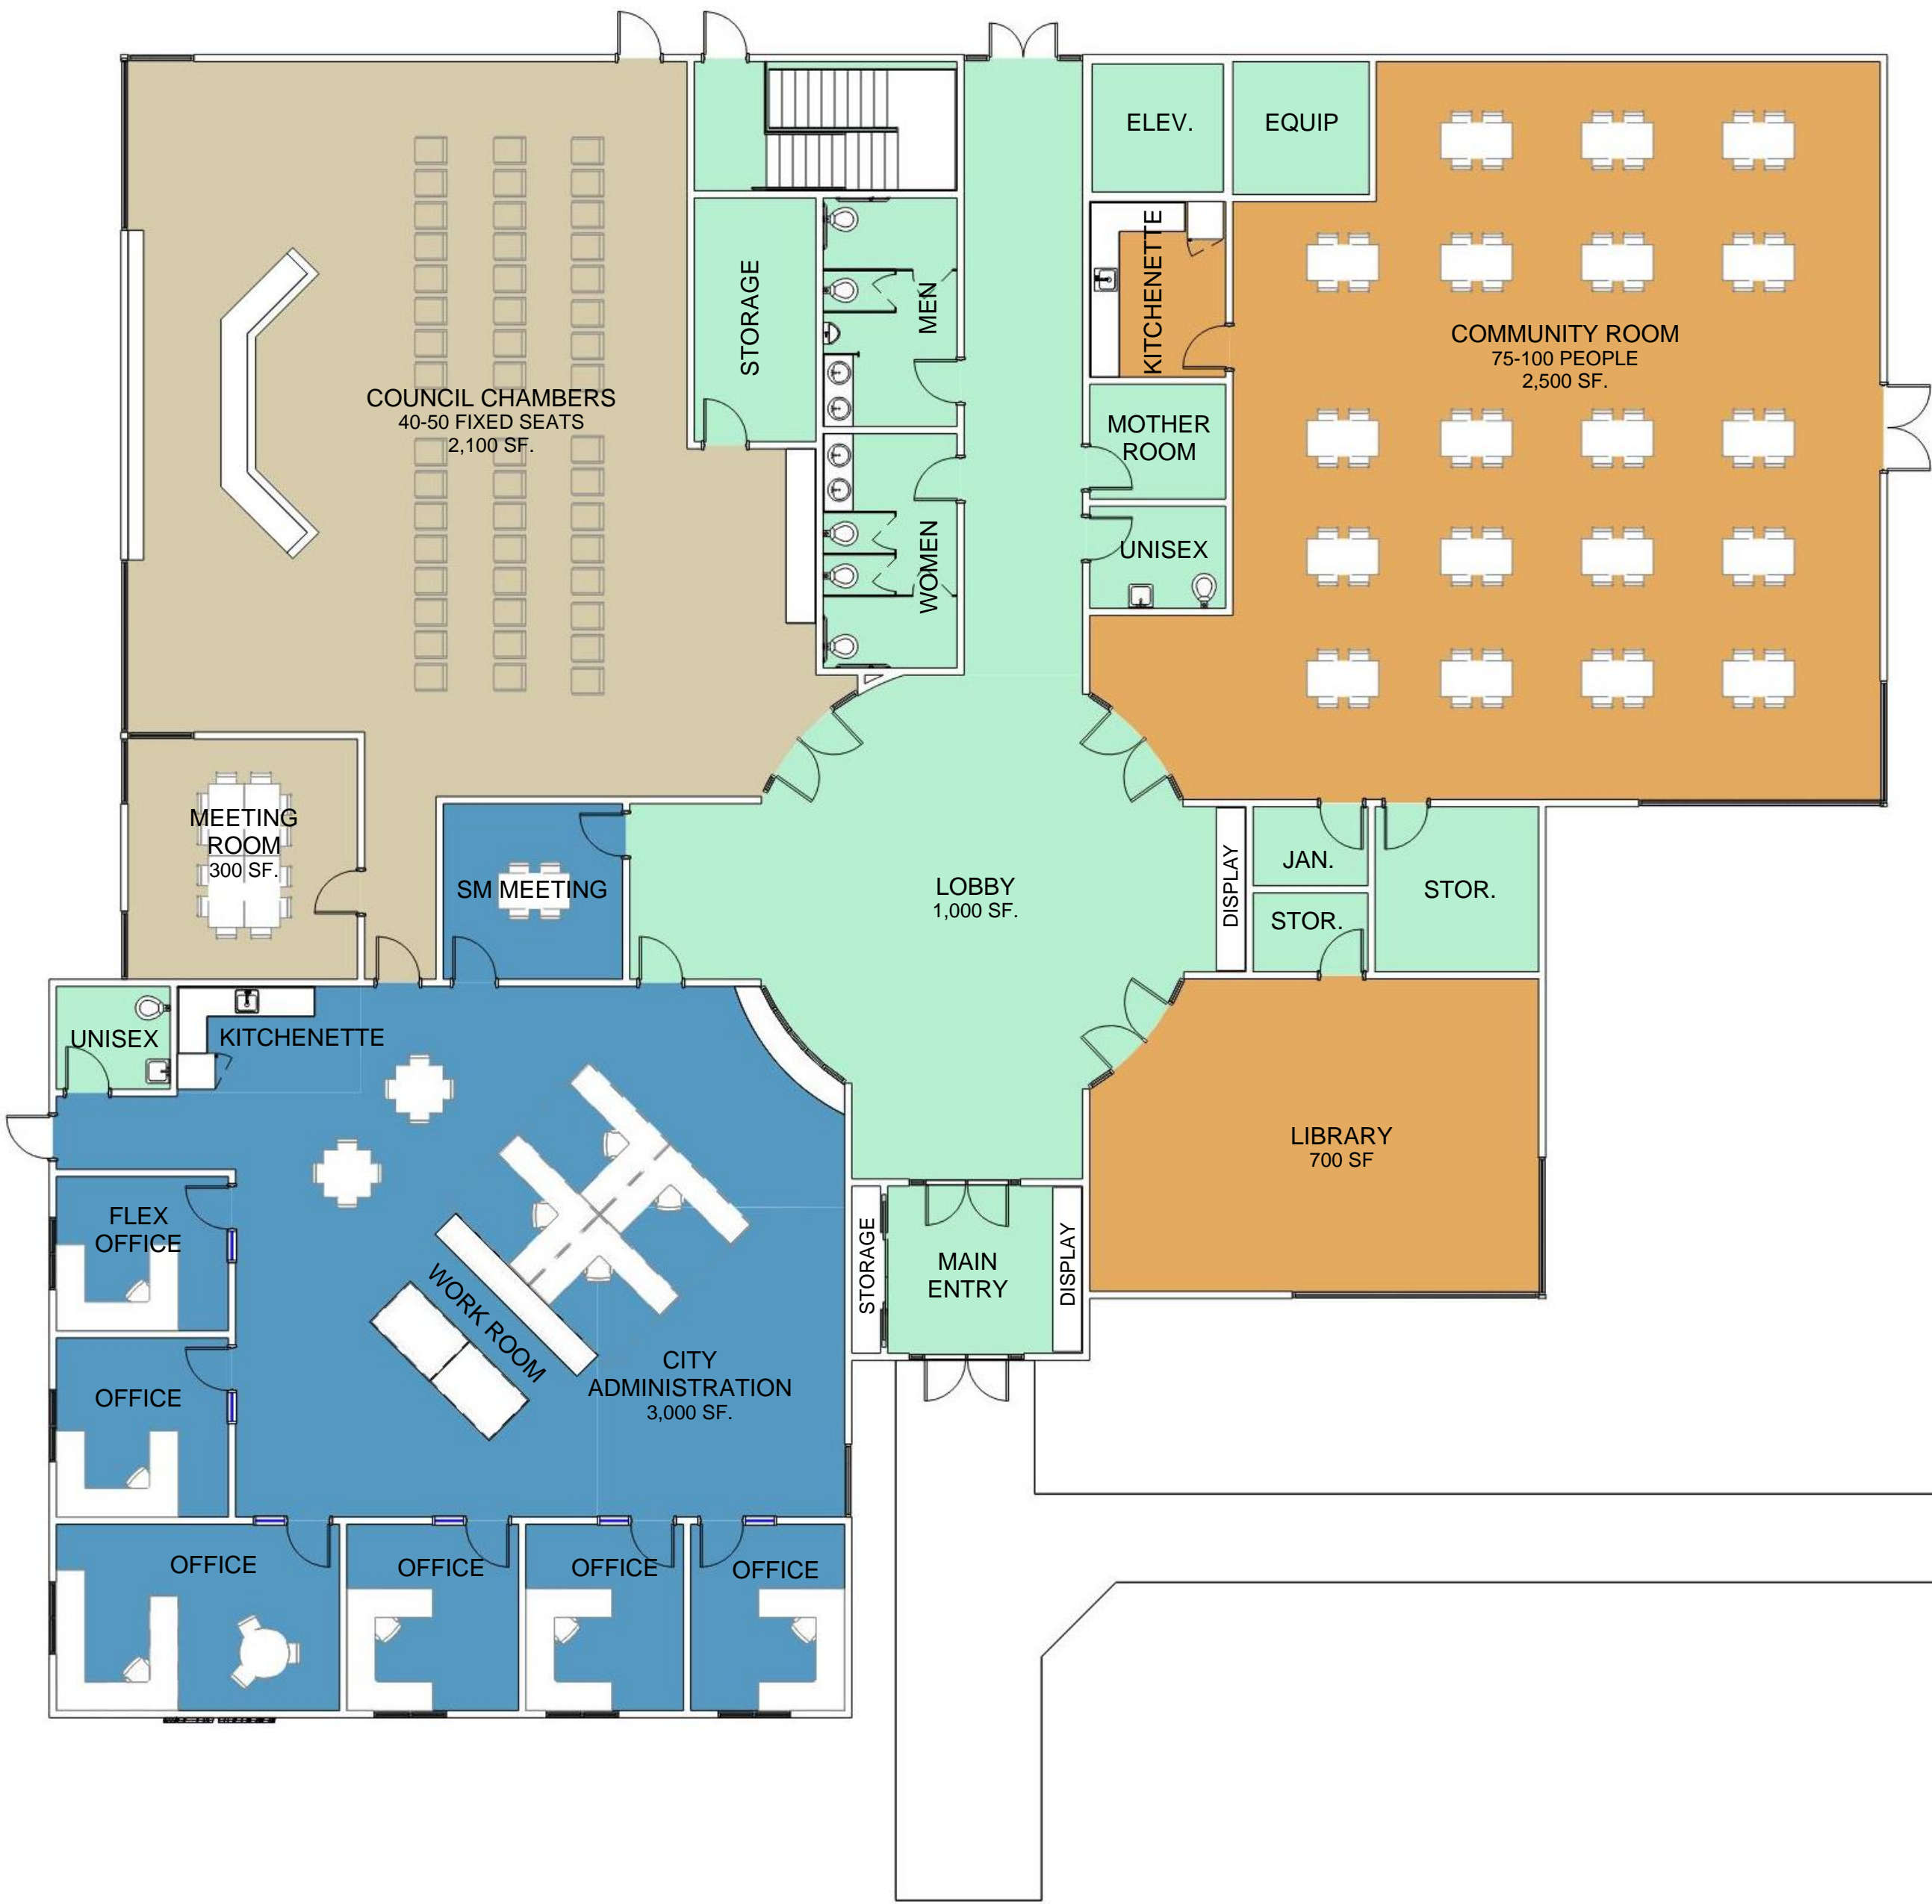 ELEV.
EQUIP
KITCHENETTE
STORAGE
MEN
COMMUNITY ROOM
75-100 PEOPLE
2,500 SF.
COUNCIL CHAMBERS
40-50 FIXED SEATS
2,100 SF.
MOTHER
ROOM
WOMEN
UNISEX
MEETING
ROOM
300 SF.
SM MEETING
LOBBY
1,000 SF.
DISPLAY
JAN.
STOR.
STOR.
UNISEX
KITCHENETTE
LIBRARY
700 SF
FLEX
OFFICE
STORAGE
MAIN
ENTRY
DISPLAY
WORK ROOM
CITY
ADMINISTRATION
3,000 SF.
OFFICE
OFFICE
OFFICE
OFFICE
OFFICE